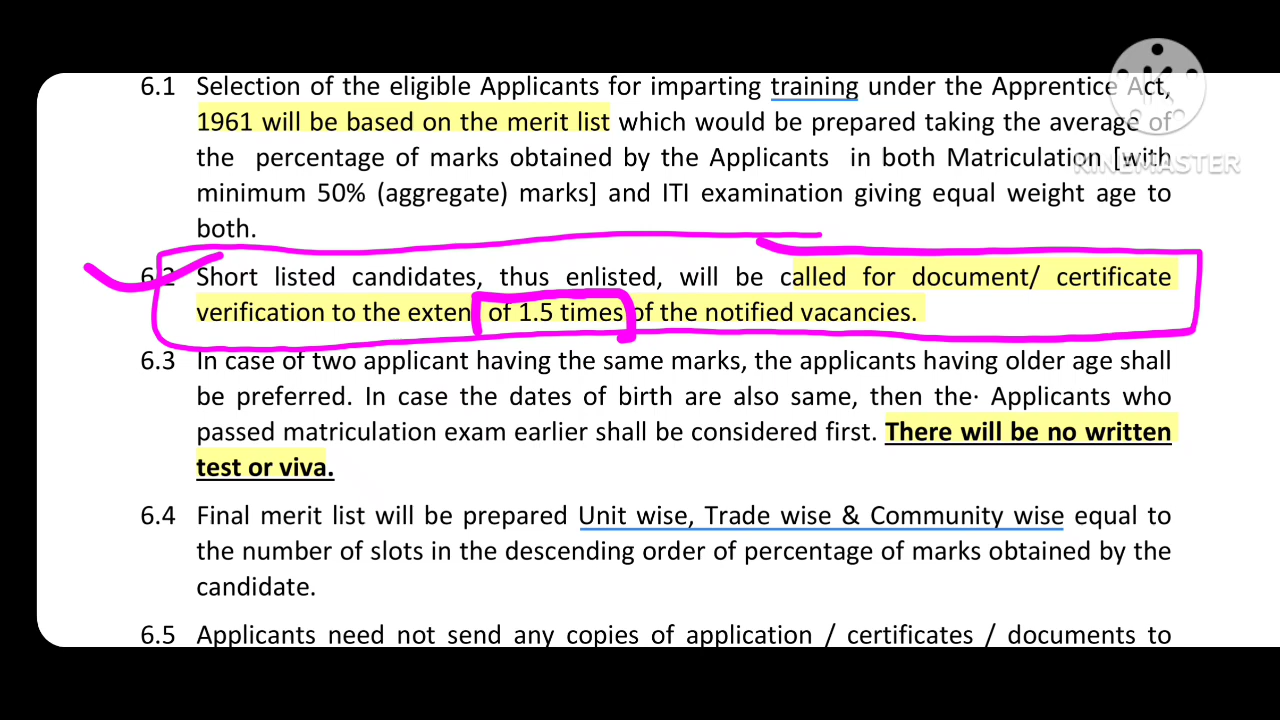 6.1 Selection of the eligible Applicants for imparting training under the Apprentice Act,
1961 will be based on the merit list which would be prepared taking the average of
the percentage of marks obtained by the Applicants in both Matriculation [with
minimum 50% (aggregate) marks] and ITI examination giving equal weight age to
both.
6.2 Short listed candidates, thus enlisted, will be called for document/ certificate
verification to the exten of 1.5 times of the notified vacancies.
6.3 In case of two applicant having the same marks, the applicants having older age shall
be preferred. In case the dates of birth are also same, then the· Applicants who
passed matriculation exam earlier shall be considered first. There will be no written
test or viva.
6.4 Final merit list will be prepared Unit wise, Trade wise & Community wise equal to
the number of slots in the descending order of percentage of marks obtained by the
candidate.
6.5 Applicants need not send any copies of application / certificates / documents to
KINEMASTER